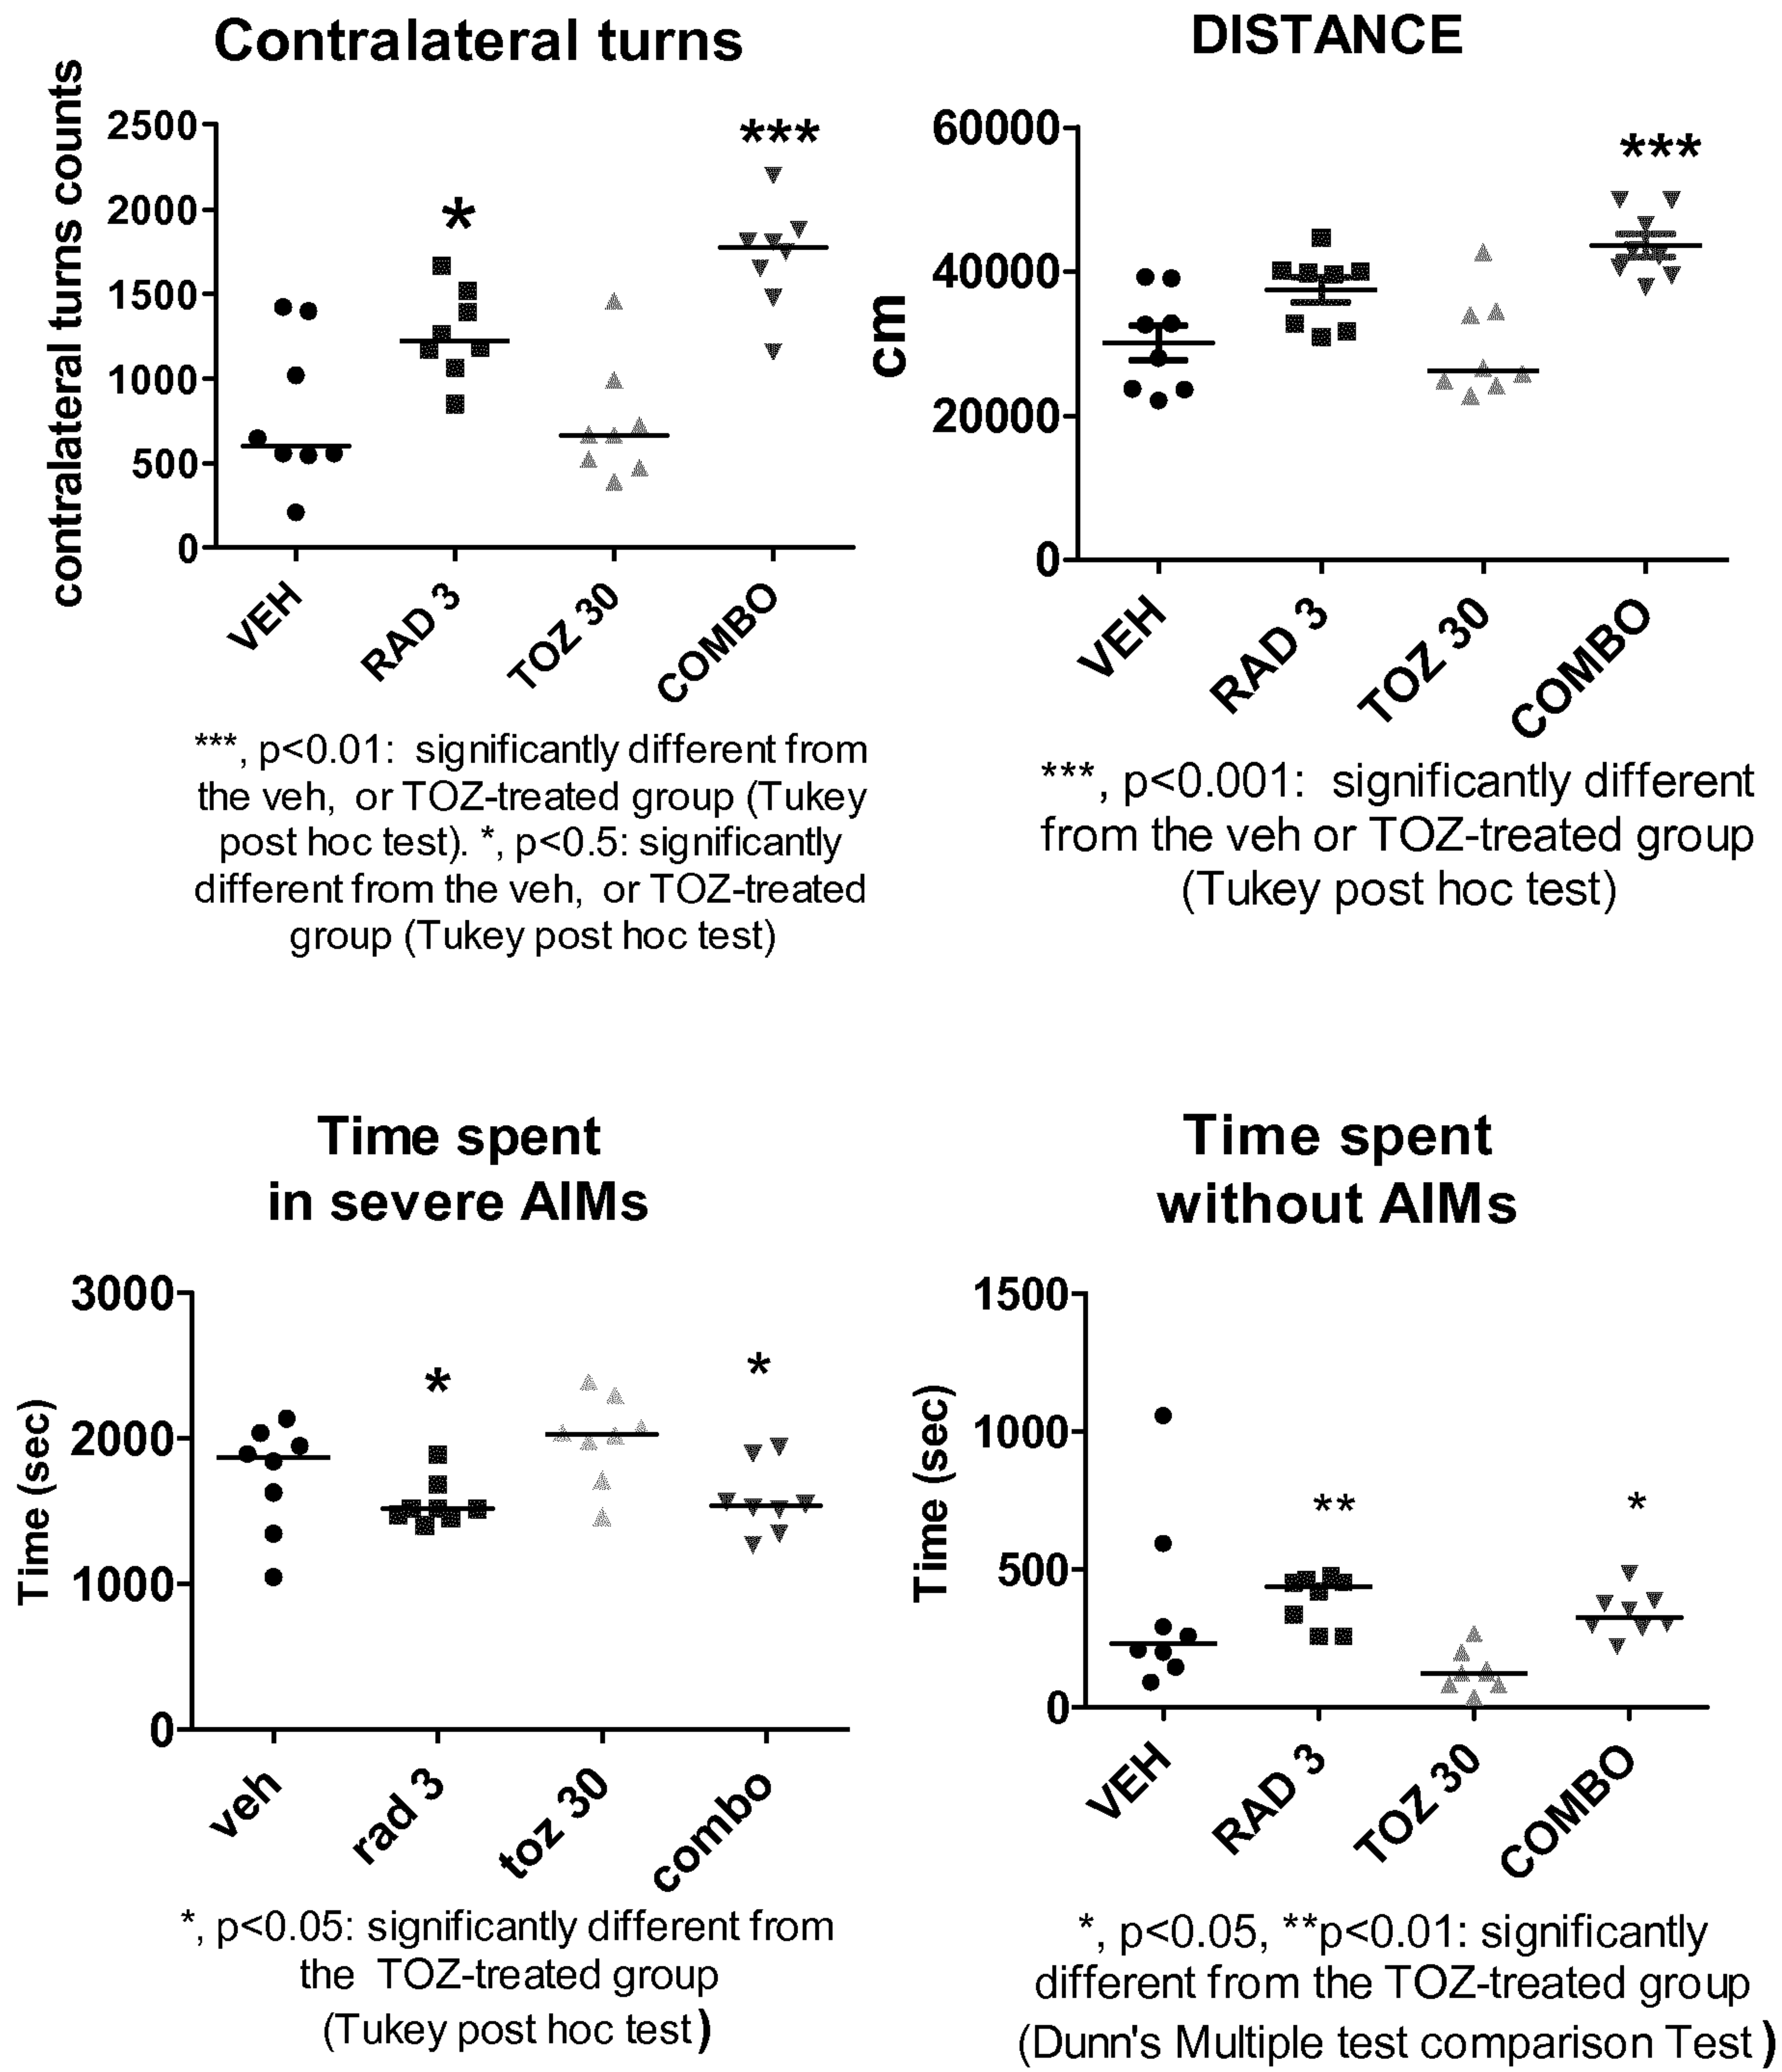 Contralateral turns
contralateral turns counts
2500
2000
1500
1000
500
0
***
*
VEH
RAD 3
TOZ 30
COMBO
***, p<0.01: significantly different from
the veh, or TOZ-treated group (Tukey
post hoc test). *, p<0.5: significantly
different from the veh, or TOZ-treated
group (Tukey post hoc test)
DISTANCE
cm
60000
40000
20000
0
***
VEH
RAD 3
TOZ 30
COMBO
***, p<0.001: significantly different
from the veh or TOZ-treated group
(Tukey post hoc test)
Time spent
in severe AIMs
Time (sec)
3000
2000
1000
0
*
*
veh
rad 3
toz 30
combo
*, p<0.05: significantly different from
the TOZ-treated group
(Tukey post hoc test)
Time spent
without AIMs
Time (sec)
1500
1000
500
0
**
*
VEH
RAD 3
TOZ 30
COMBO
*, p<0.05, **p<0.01: significantly
different from the TOZ-treated group
(Dunn's Multiple test comparison Test)